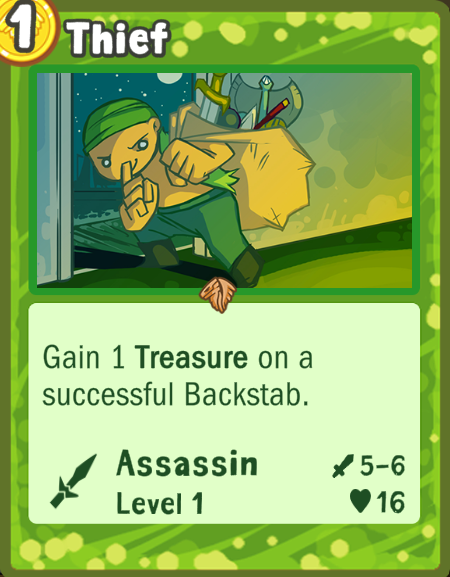 1 Thief
Gain 1 Treasure on a
successful Backstab.
Assassin 5-6
Level 1 16